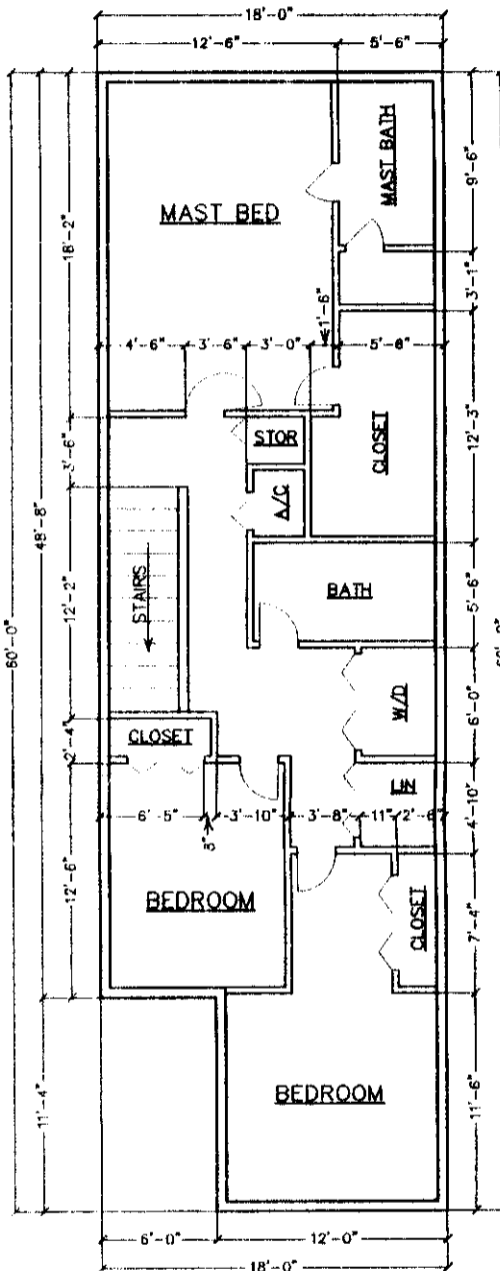 18'-0"
12'-6"
5'-6"
MAST BATH
9'-6"
MAST BED
18'-2"
3'-1"
1'-6"
4'-6"
3'-6"
3'-0"
5'-6"
STOR
CLOSET
12'-3"
3'-6"
A/C
48'-8"
STAIRS
12'-2"
BATH
5'-6"
60'-0"
W/D
6'-0"
2'-4"
CLOSET
LIN
4'-10"
6'-5"
3"
3'-10"
3'-8"
11"
2'-6"
12'-6"
BEDROOM
CLOSET
7'-4"
11'-4"
BEDROOM
11'-6"
6'-0"
12'-0"
18'-0"